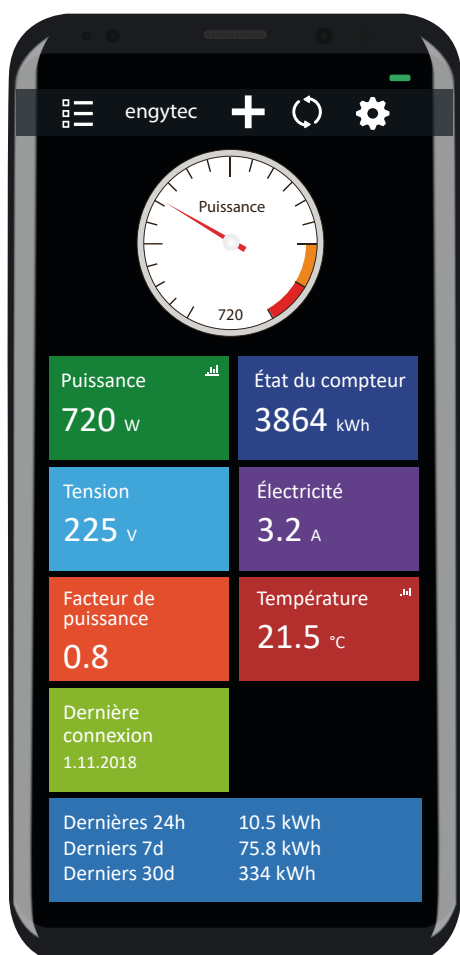 engytec
Puissance
720
Puissance
720 W
État du compteur
3864 kWh
Tension
225 V
Électricité
3.2 A
Facteur de
puissance
0.8
Température
21.5 °C
Dernière
connexion
1.11.2018
Dernières 24h 10.5 kWh
Derniers 7d 75.8 kWh
Derniers 30d 334 kWh